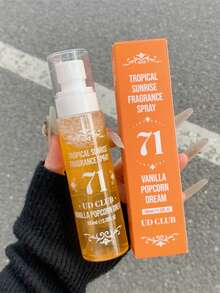 TROPICAL SUNRISE
FRAGRANCE SPRAY
71
UD CLUB
VANILLA POPCORN DREAM
TROPICAL
SUNRISE
FRAGRANCE
SPRAY
71
VANILLA
POPCORN
DREAM
UD CLUB